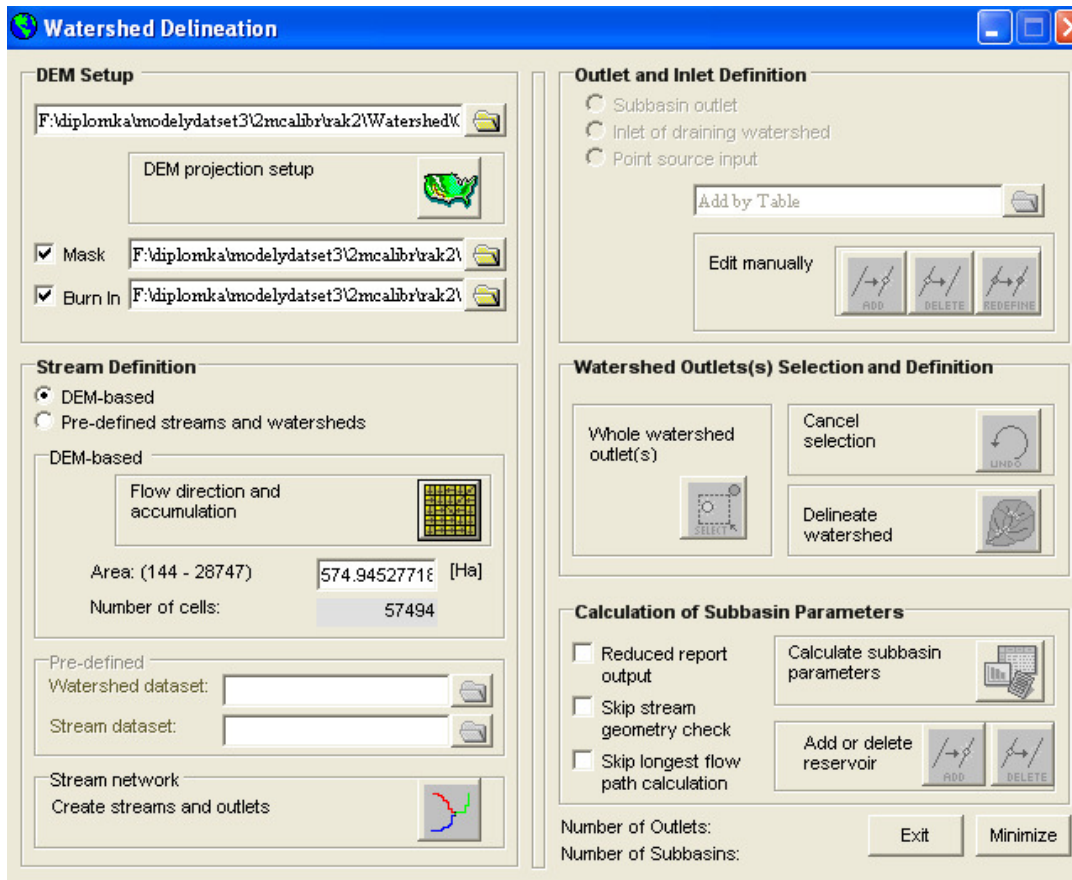 Watershed Delineation
DEM Setup
F:\diplomka\modelydatset3\2mcalibr\rak2\Watershed\
DEM projection setup
Mask
F:\diplomka\modelydatset3\2mcalibr\rak2\
Burn In
F:\diplomka\modelydatset3\2mcalibr\rak2\
Stream Definition
DEM-based
Pre-defined streams and watersheds
DEM-based
Flow direction and
accumulation
Area: (144 - 28747)
574.94527718
[Ha]
Number of cells:
57494
Pre-defined
Watershed dataset:
Stream dataset:
Stream network
Create streams and outlets
Outlet and Inlet Definition
Subbasin outlet
Inlet of draining watershed
Point source input
Add by Table
Edit manually
ADD
DELETE
REDEFINE
Watershed Outlets(s) Selection and Definition
Whole watershed
outlet(s)
SELECT
Cancel
selection
UNDO
Delineate
watershed
Calculation of Subbasin Parameters
Reduced report
output
Skip stream
geometry check
Skip longest flow
path calculation
Calculate subbasin
parameters
Add or delete
reservoir
ADD
DELETE
Number of Outlets:
Number of Subbasins:
Exit
Minimize